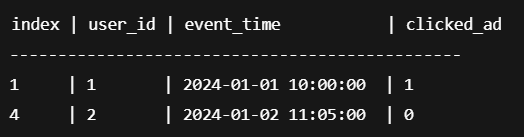 index | user_id | event_time | clicked_ad
------------------------------------------------
1 | 1 | 2024-01-01 10:00:00 | 1
4 | 2 | 2024-01-02 11:05:00 | 0